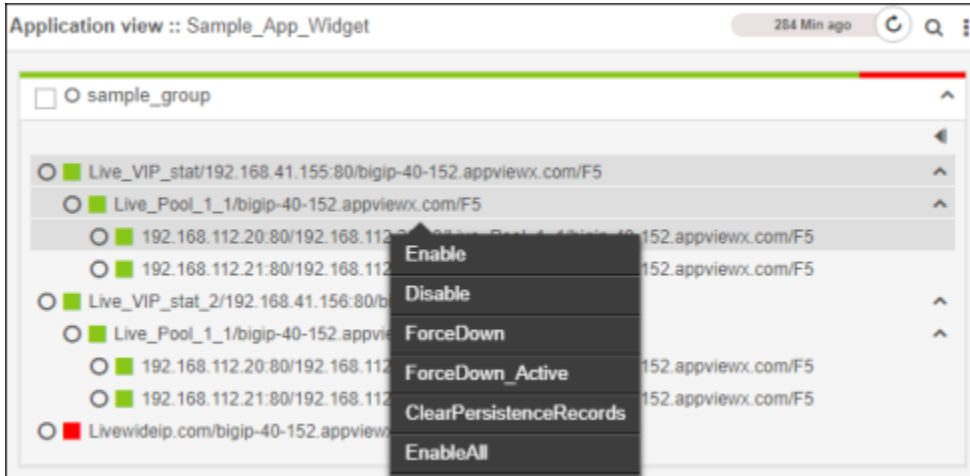 Application view :: Sample_App_Widget
284 Min ago
sample_group
Live_VIP_stat/192.168.41.155:80/bigip-40-152.appviewx.com/F5
Live_Pool_1_1/bigip-40-152.appviewx.com/F5
192.168.112.20:80/192.168.112 152.appviewx.com/F5
Enable
192.168.112.21:80/192.168.112 152.appviewx.com/F5
Disable
Live_VIP_stat_2/192.168.41.156:80/b
ForceDown
Live_Pool_1_1/bigip-40-152.appvie
ForceDown_Active
192.168.112.20:80/192.168.112 152.appviewx.com/F5
192.168.112.21:80/192.168.112 152.appviewx.com/F5
ClearPersistenceRecords
Livewideip.com/bigip-40-152.appview
EnableAll